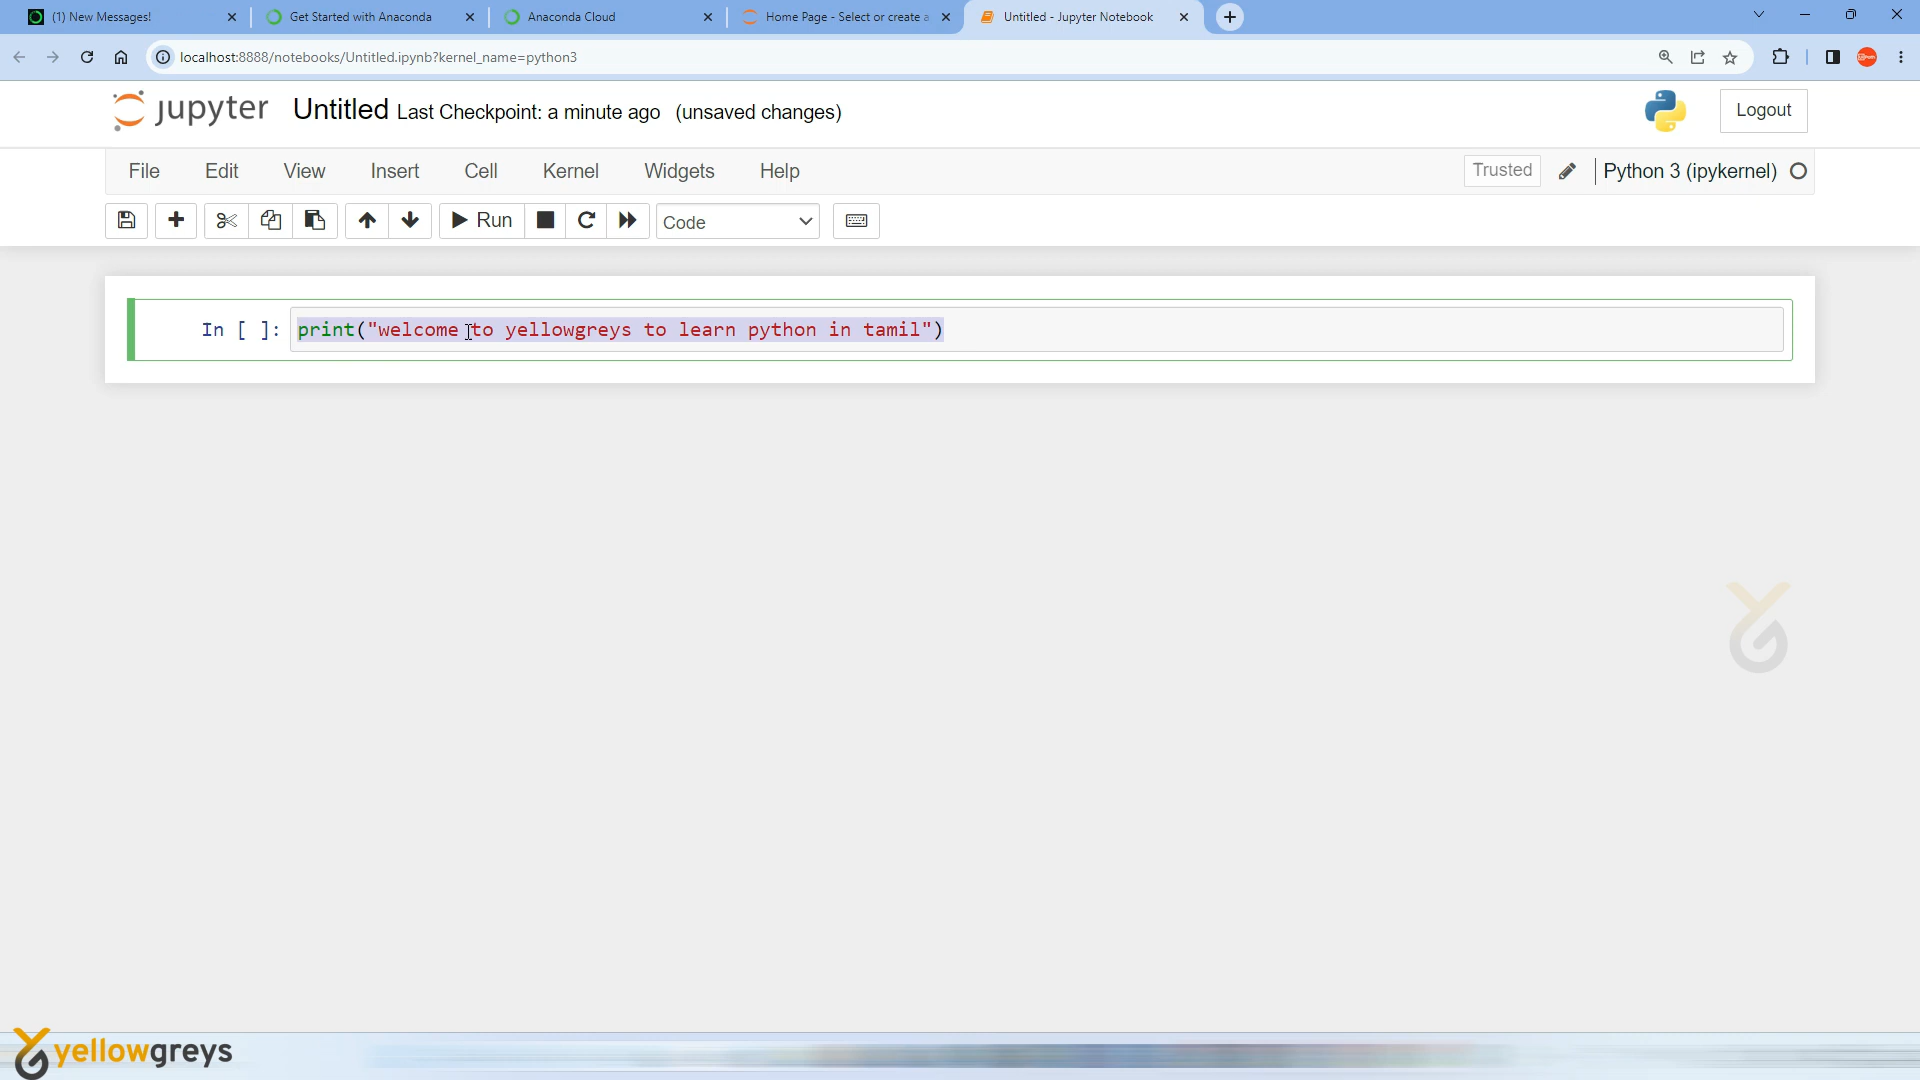 (1) New Messages!
Get Started with Anaconda
Anaconda Cloud
Home Page - Select or create a
Untitled - Jupyter Notebook
localhost:8888/notebooks/Untitled.ipynb?kernel_name=python3
jupyter Untitled Last Checkpoint: a minute ago (unsaved changes)
Logout
File Edit View Insert Cell Kernel Widgets Help
Trusted
Python 3 (ipykernel)
Run
Code
In [ ]: print("welcome to yellowgreys to learn python in tamil")
yellowgreys